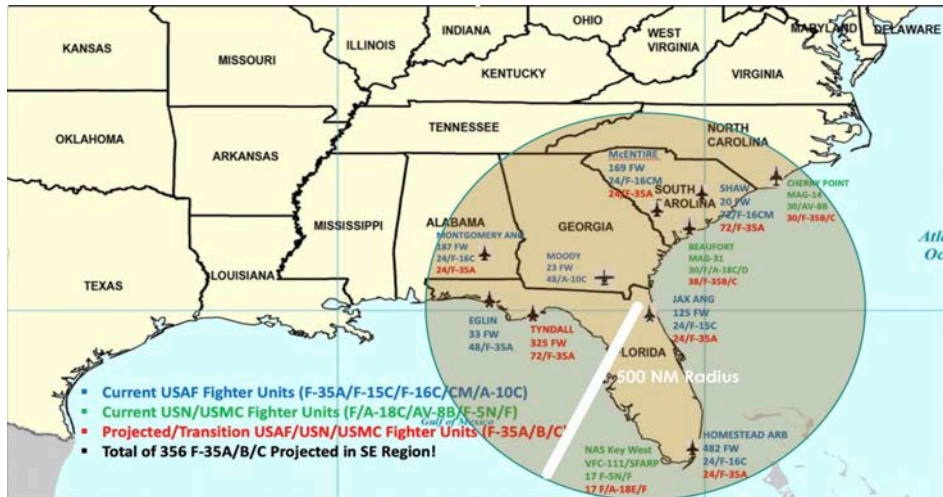 KANSAS
MISSOURI
ILLINOIS
INDIANA
OHIO
WEST
VIRGINIA
MARYLAND
DELAWARE
KENTUCKY
VIRGINIA
OKLAHOMA
ARKANSAS
TENNESSEE
NORTH
CAROLINA
McENTIRE
169 FW
24/F-16CM
24/F-35A
SOUTH
CAROLINA
SHAW
20 FW
72/F-16CM
72/F-35A
CHERRY POINT
MAG-14
30/AV-8B
30/F-35B/C
MISSISSIPPI
ALABAMA
GEORGIA
MONTGOMERY ANG
187 FW
24/F-16C
24/F-35A
MOODY
23 FW
48/A-10C
BEAUFORT
MAG-31
30/F/A-18C/D
38/F-35B/C
TEXAS
LOUISIANA
EGLIN
33 FW
48/F-35A
TYNDALL
325 FW
72/F-35A
JAX ANG
125 FW
24/F-15C
24/F-35A
FLORIDA
500 NM Radius
▪ Current USAF Fighter Units (F-35A/F-15C/F-16C/CM/A-10C)
▪ Current USN/USMC Fighter Units (F/A-18C/AV-8B/F-5N/F)
▪ Projected/Transition USAF/USN/USMC Fighter Units (F-35A/B/C)
▪ Total of 356 F-35A/B/C Projected in SE Region!
Gulf of Mexico
NAS Key West
VFC-111/SFARP
17 F-5N/F
17 F/A-18E/F
HOMESTEAD ARB
482 FW
24/F-16C
24/F-35A